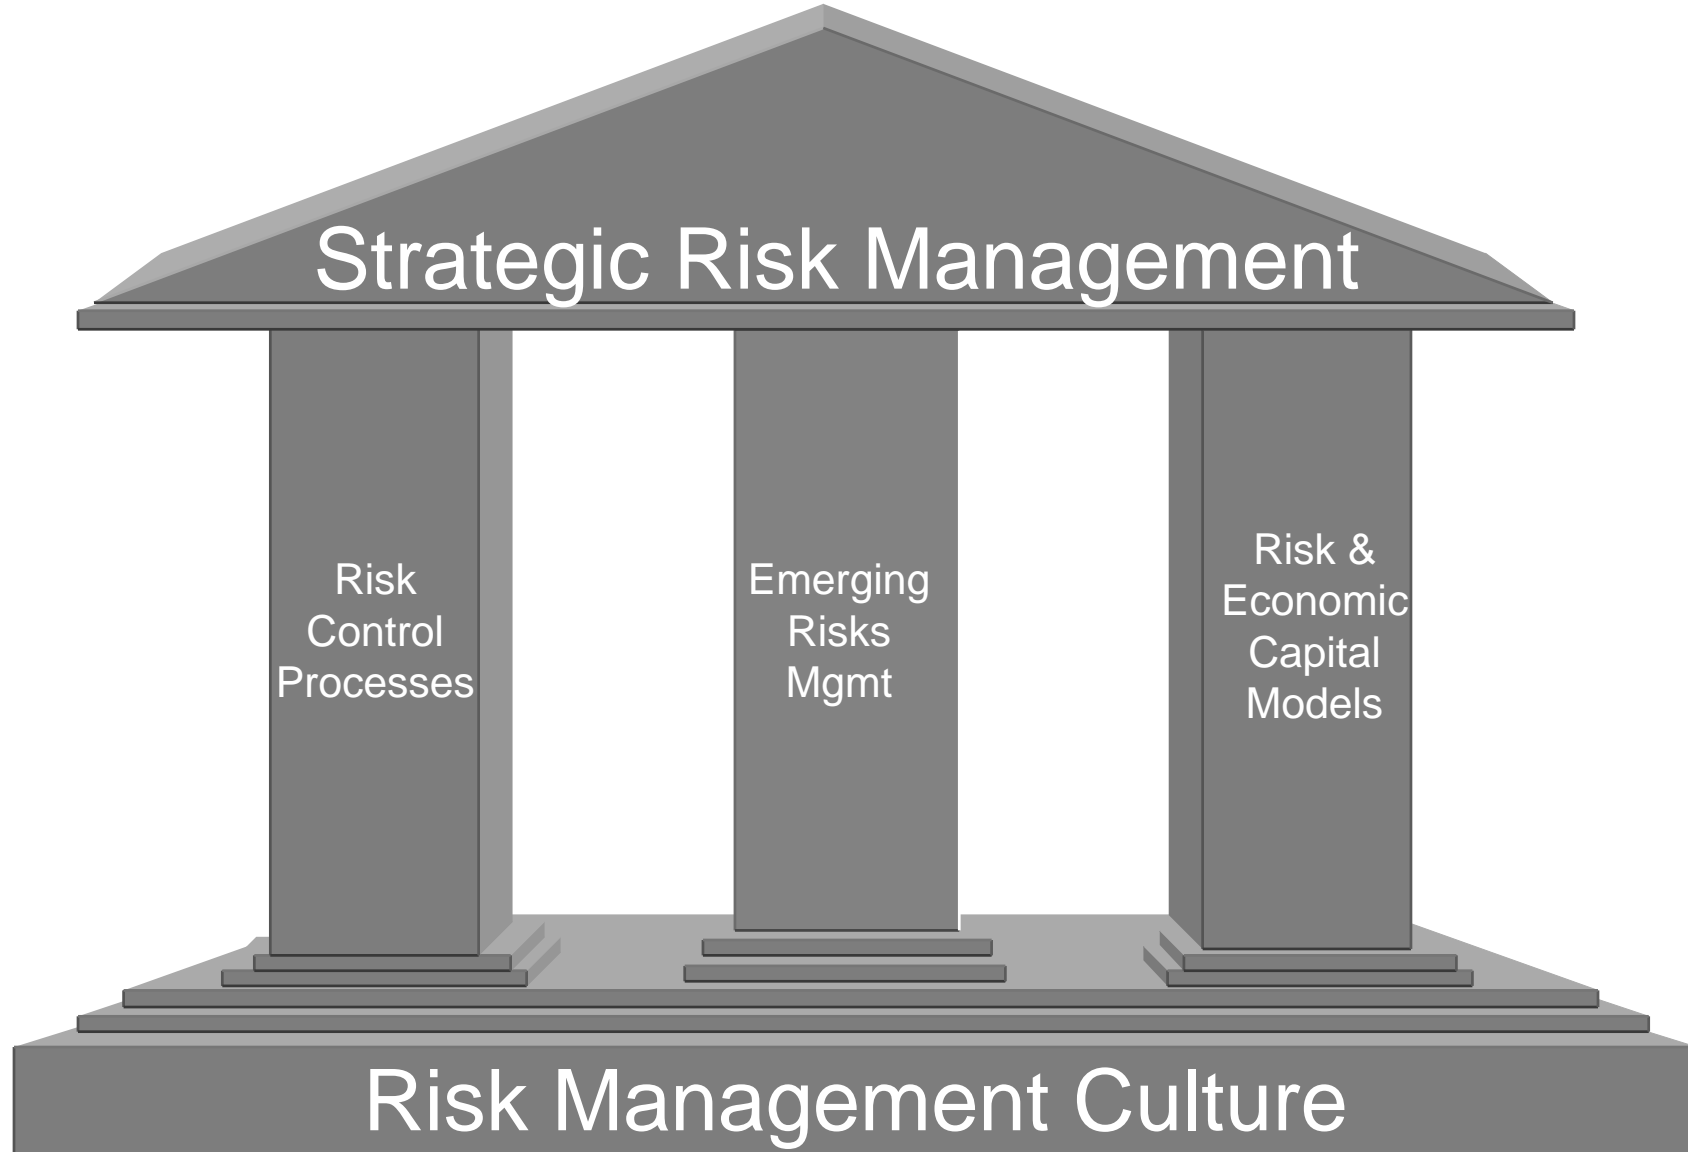 Strategic Risk Management
Risk
Control
Processes
Emerging
Risks
Mgmt
Risk &
Economic
Capital
Models
Risk Management Culture